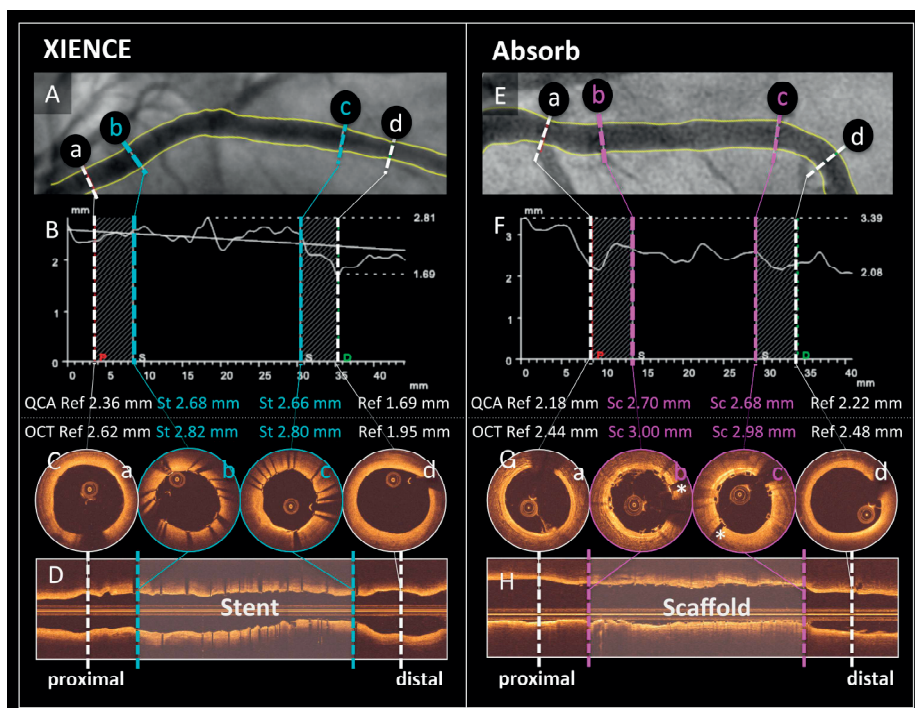 XIENCE
A
a
b
c
d
B
mm
2
1
0
2.81
1.69
P
S
S
D
0 5 10 15 20 25 30 35 40
mm
QCA Ref 2.36 mm St 2.68 mm St 2.66 mm Ref 1.69 mm
OCT Ref 2.62 mm St 2.82 mm St 2.80 mm Ref 1.95 mm
C
a
b
c
d
D
Stent
proximal
distal
Absorb
E
a
b
c
d
F
mm
3
2
1
0
3.39
2.08
P
S
S
D
0 5 10 15 20 25 30 35 40
mm
QCA Ref 2.18 mm Sc 2.70 mm Sc 2.68 mm Ref 2.22 mm
OCT Ref 2.44 mm Sc 3.00 mm Sc 2.98 mm Ref 2.48 mm
G
a
b
*
c
*
d
H
Scaffold
proximal
distal